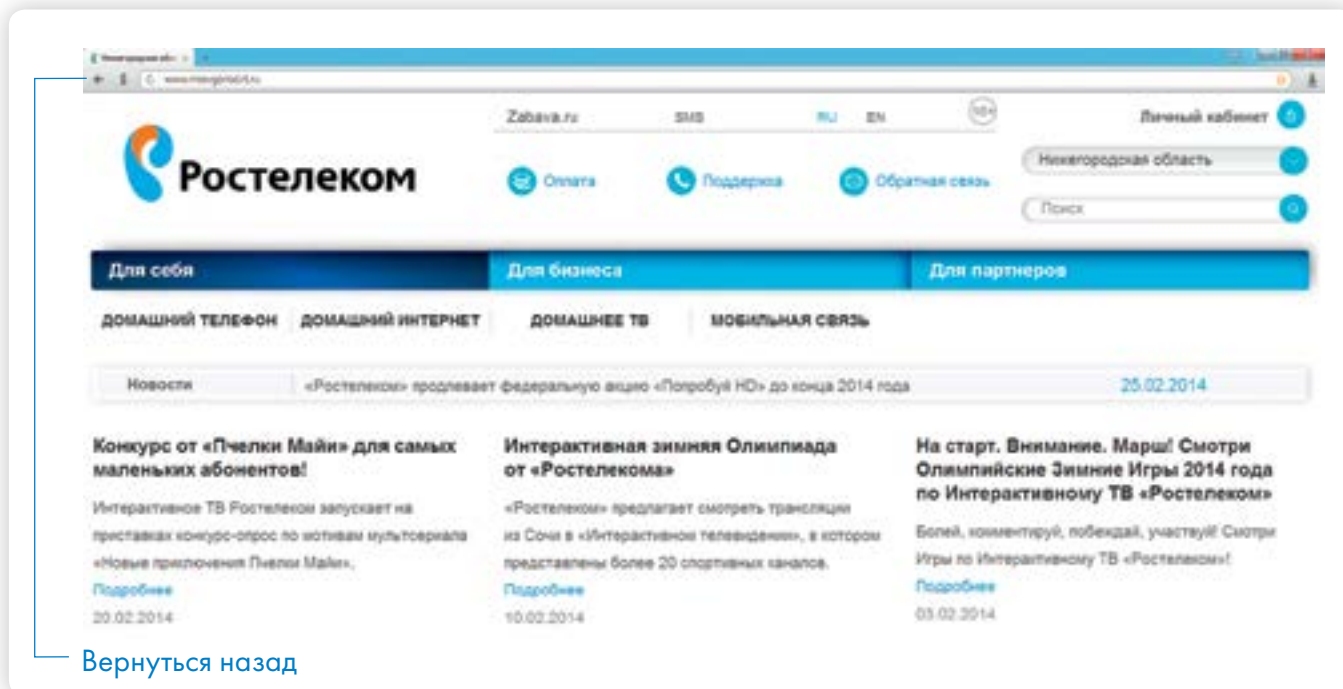 Zabava.ru SMS RU EN 18+ Личный кабинет
Ростелеком
Нижегородская область
Оплата Поддержка Обратная связь
Поиск
Для себя Для бизнеса Для партнеров
ДОМАШНИЙ ТЕЛЕФОН ДОМАШНИЙ ИНТЕРНЕТ ДОМАШНЕЕ ТВ МОБИЛЬНАЯ СВЯЗЬ
Новости «Ростелеком» продлевает федеральную акцию «Попробуй HD» до конца 2014 года 25.02.2014
Конкурс от «Пчелки Майи» для самых
маленьких абонентов!
Интерактивное ТВ Ростелеком запускает на
приставках конкурс-опрос по мотивам мультсериала
«Новые приключения Пчелки Майи».
Подробнее
20.02.2014
Интерактивная зимняя Олимпиада
от «Ростелекома»
«Ростелеком» предлагает смотреть трансляции
из Сочи в «Интерактивном телевидении», в котором
представлены более 20 спортивных каналов.
Подробнее
10.02.2014
На старт. Внимание. Марш! Смотри
Олимпийские Зимние Игры 2014 года
по Интерактивному ТВ «Ростелеком»
Болей, комментируй, побеждай, участвуй! Смотри
Игры по Интерактивному ТВ «Ростелеком»!
Подробнее
03.02.2014
Вернуться назад